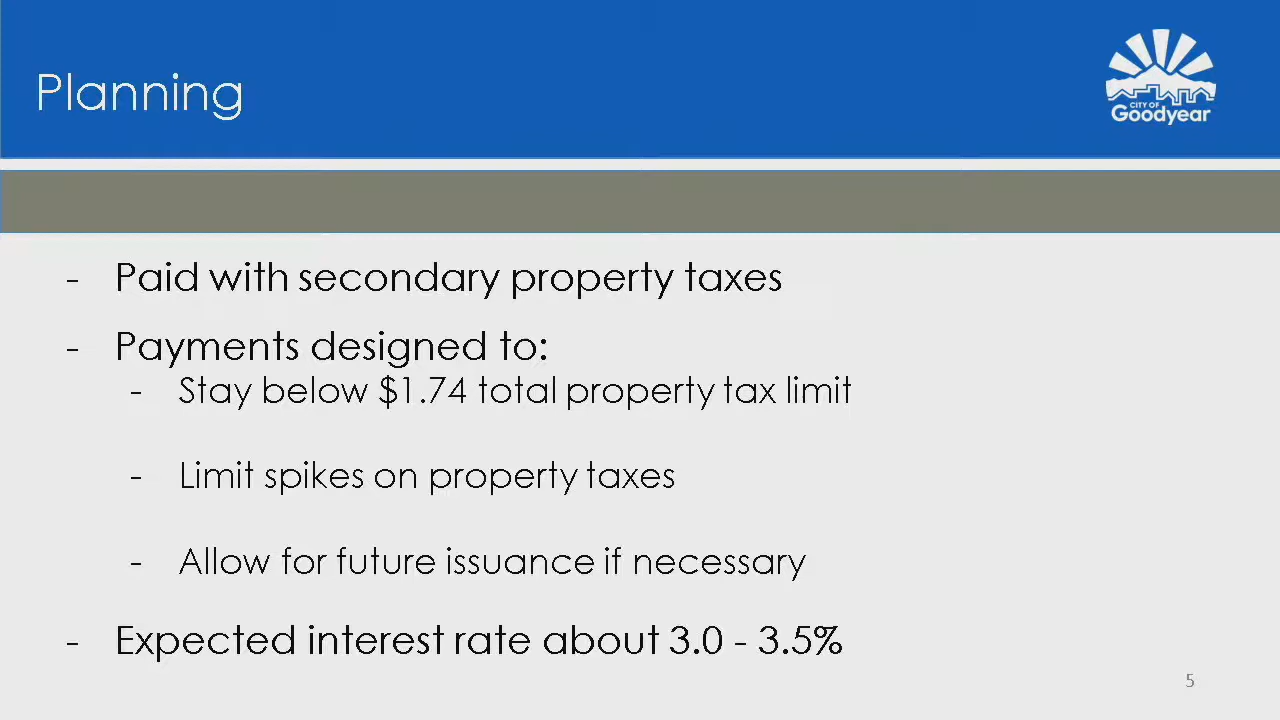 Planning
CITY OF
Goodyear
- Paid with secondary property taxes
- Payments designed to:
- Stay below $1.74 total property tax limit
- Limit spikes on property taxes
- Allow for future issuance if necessary
- Expected interest rate about 3.0 - 3.5%
5